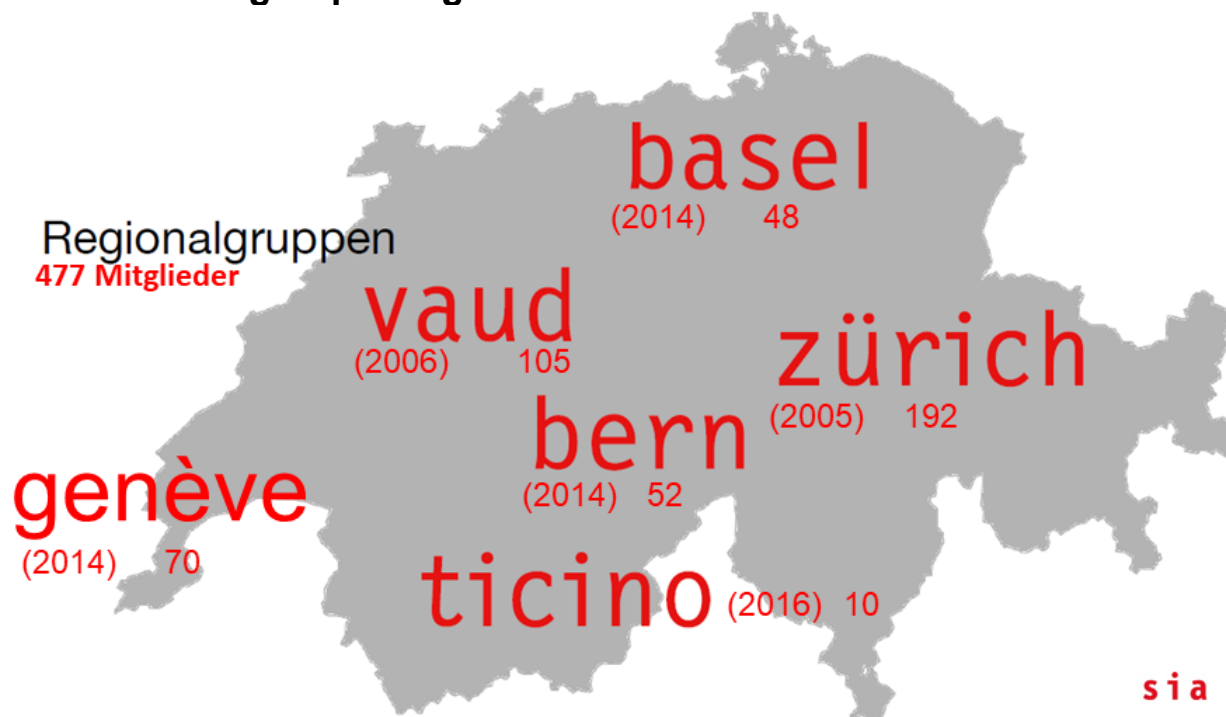 basel
(2014) 48
Regionalgruppen
477 Mitglieder
vaud
(2006) 105
zürich
(2005) 192
bern
(2014) 52
genève
(2014) 70
ticino (2016) 10
sia